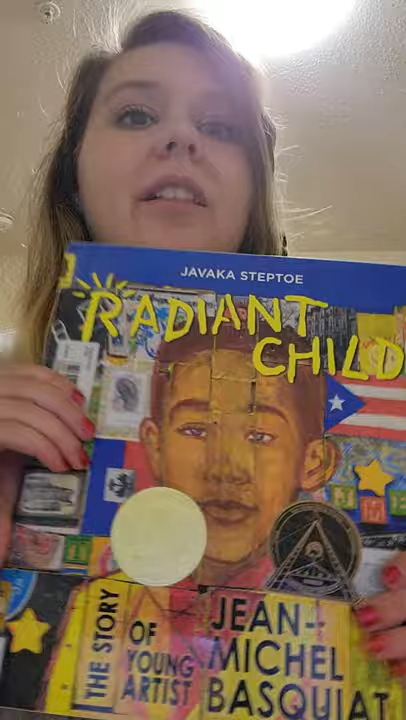 JAVAKA STEPTOE
RADIANT
CHILD
THE STORY
OF
YOUNG
ARTIST
JEAN-
MICHEL
BASQUIAT